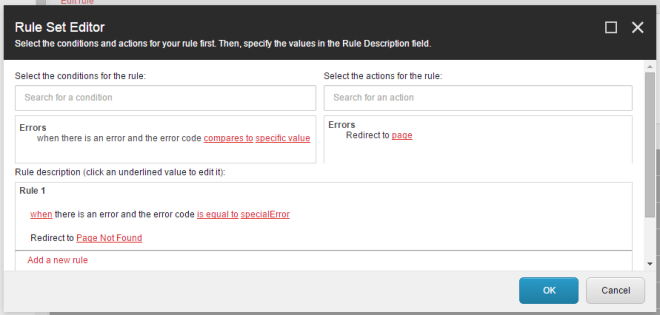 Edit rule
Rule Set Editor
Select the conditions and actions for your rule first. Then, specify the values in the Rule Description field.
Select the conditions for the rule:
Select the actions for the rule:
Search for a condition
Search for an action
Errors
when there is an error and the error code compares to specific value
Errors
Redirect to page
Rule description (click an underlined value to edit it):
Rule 1
when there is an error and the error code is equal to specialError
Redirect to Page Not Found
Add a new rule
OK
Cancel